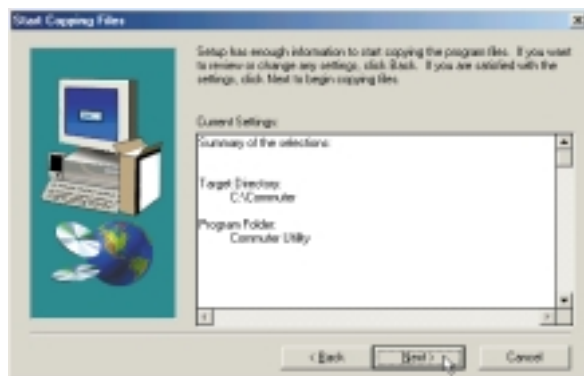 Start Copying Files
Setup has enough information to start copying the program files. If you want
to review or change any settings, click Back. If you are satisfied with the
settings, click Next to begin copying files.
Current Settings:
Summary of the selections:
Target Directory:
C:\Commuter
Program Folder:
Commuter Utility
< Back
Next >
Cancel